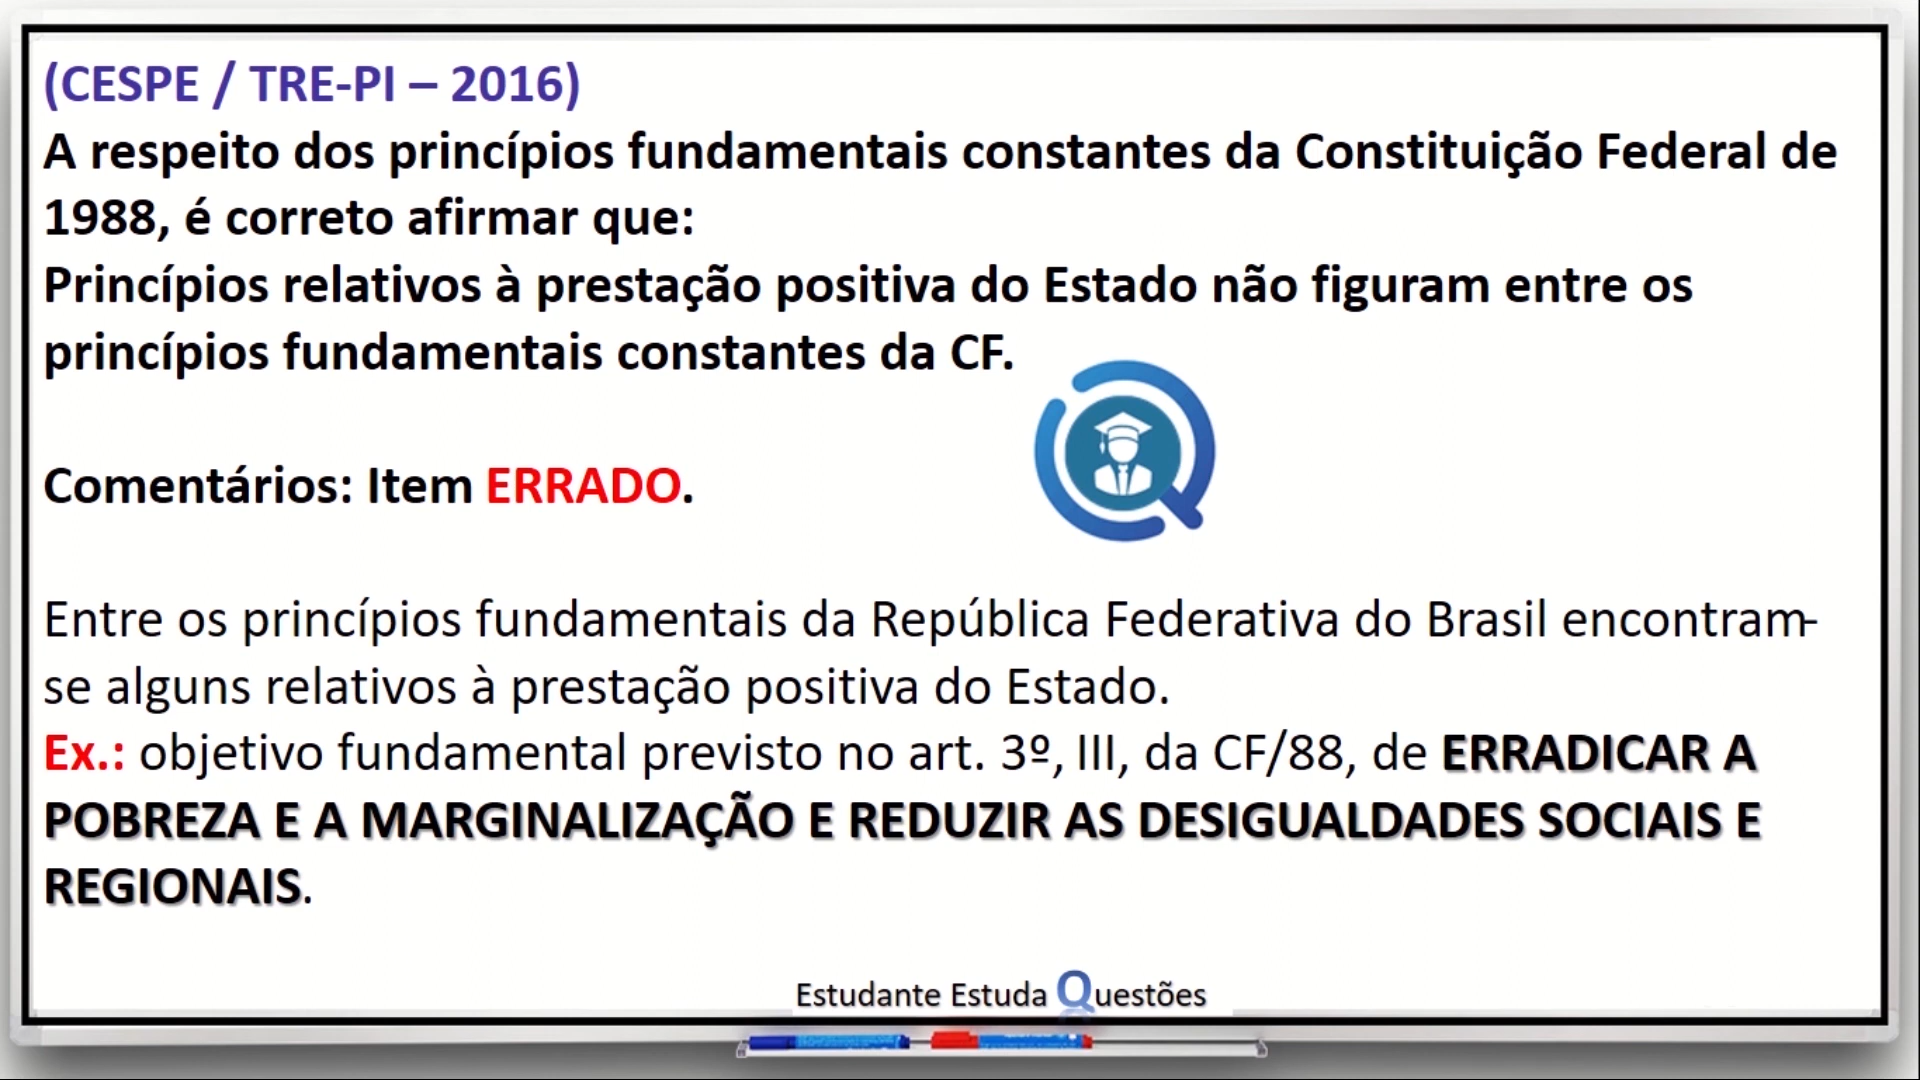 (CESPE / TRE-PI – 2016)
A respeito dos princípios fundamentais constantes da Constituição Federal de
1988, é correto afirmar que:
Princípios relativos à prestação positiva do Estado não figuram entre os
princípios fundamentais constantes da CF.
Comentários: Item ERRADO.
Entre os princípios fundamentais da República Federativa do Brasil encontram-
se alguns relativos à prestação positiva do Estado.
Ex.: objetivo fundamental previsto no art. 3º, III, da CF/88, de ERRADICAR A
POBREZA E A MARGINALIZAÇÃO E REDUZIR AS DESIGUALDADES SOCIAIS E
REGIONAIS.
Estudante Estuda Questões